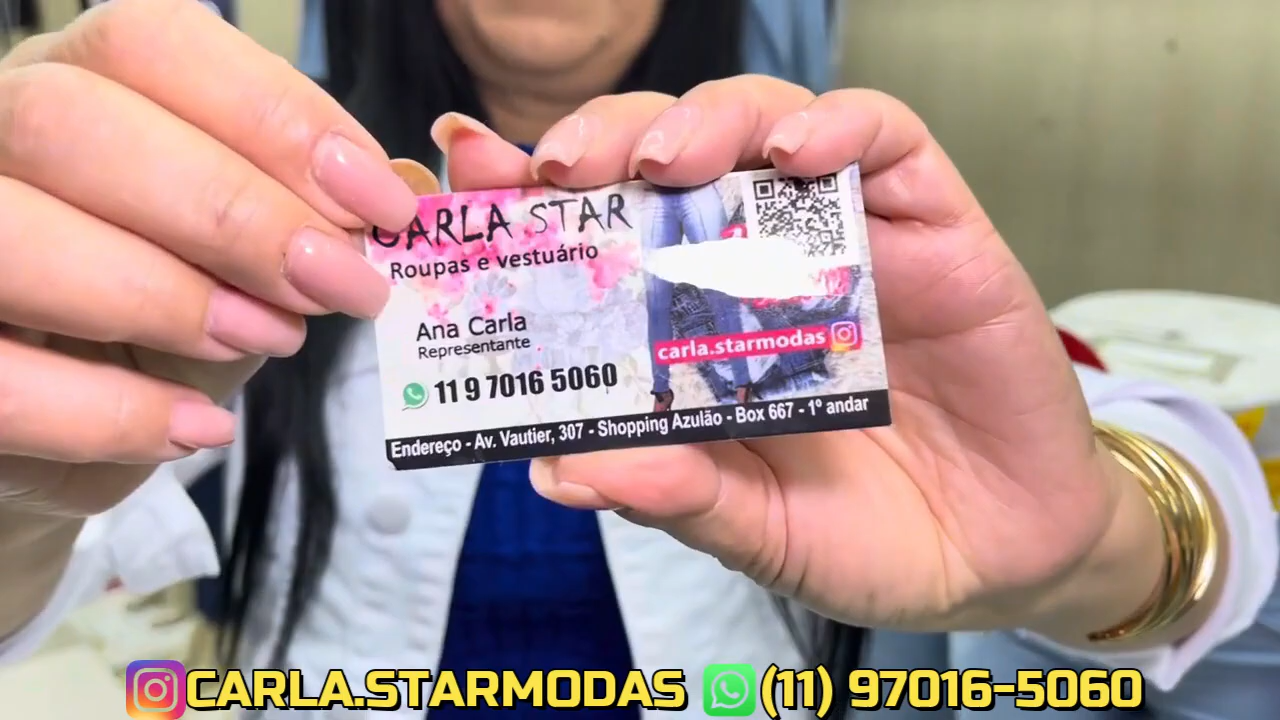 CARLA STAR
Roupas e vestuário
Ana Carla
Representante
11 9 7016 5060
carla.starmodas
Endereço - Av. Vautier, 307 - Shopping Azulão - Box 667 - 1º andar
CARLA.STARMODAS (11) 97016-5060